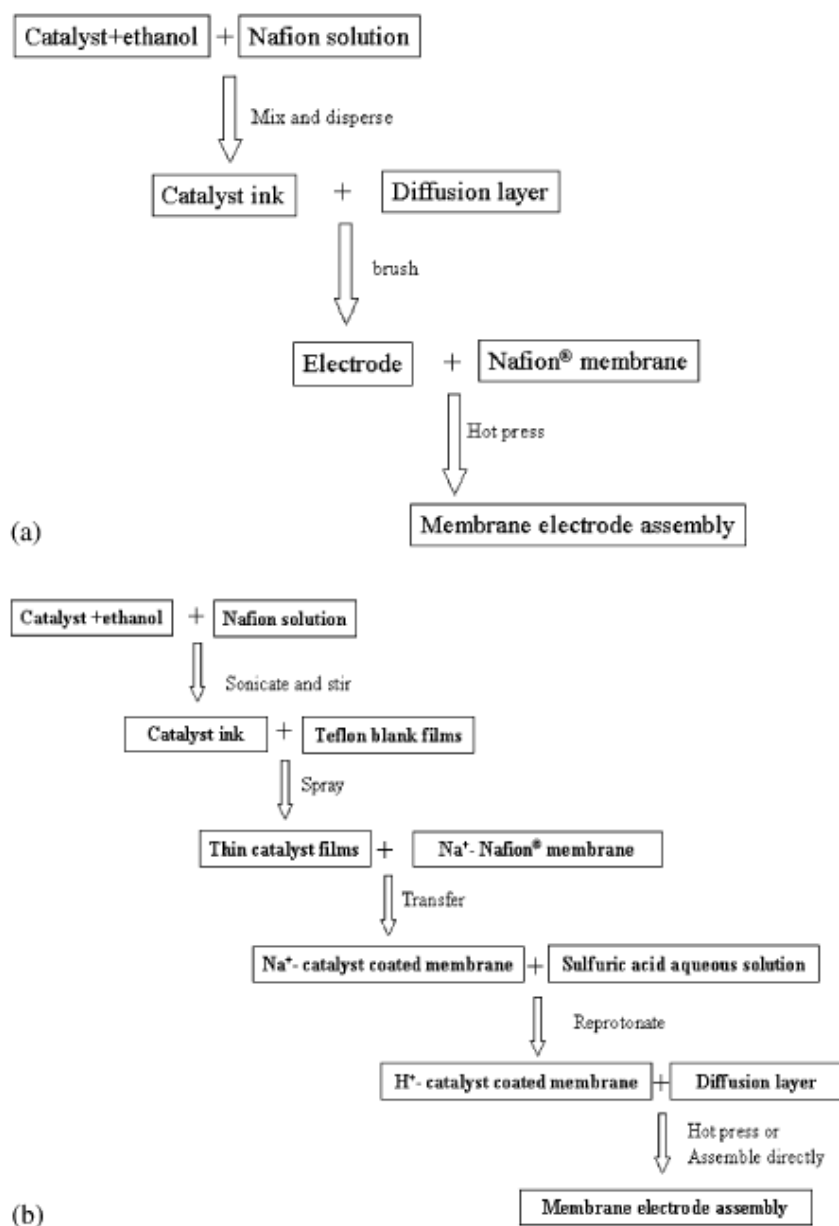 Catalyst+ethanol + Nafion solution
Mix and disperse
Catalyst ink + Diffusion layer
brush
Electrode + Nafion® membrane
Hot press
Membrane electrode assembly
(a)
Catalyst +ethanol + Nafion solution
Sonicate and stir
Catalyst ink + Teflon blank films
Spray
Thin catalyst films + Na⁺- Nafion® membrane
Transfer
Na⁺- catalyst coated membrane + Sulfuric acid aqueous solution
Reprotonate
H⁺- catalyst coated membrane + Diffusion layer
Hot press or
Assemble directly
Membrane electrode assembly
(b)